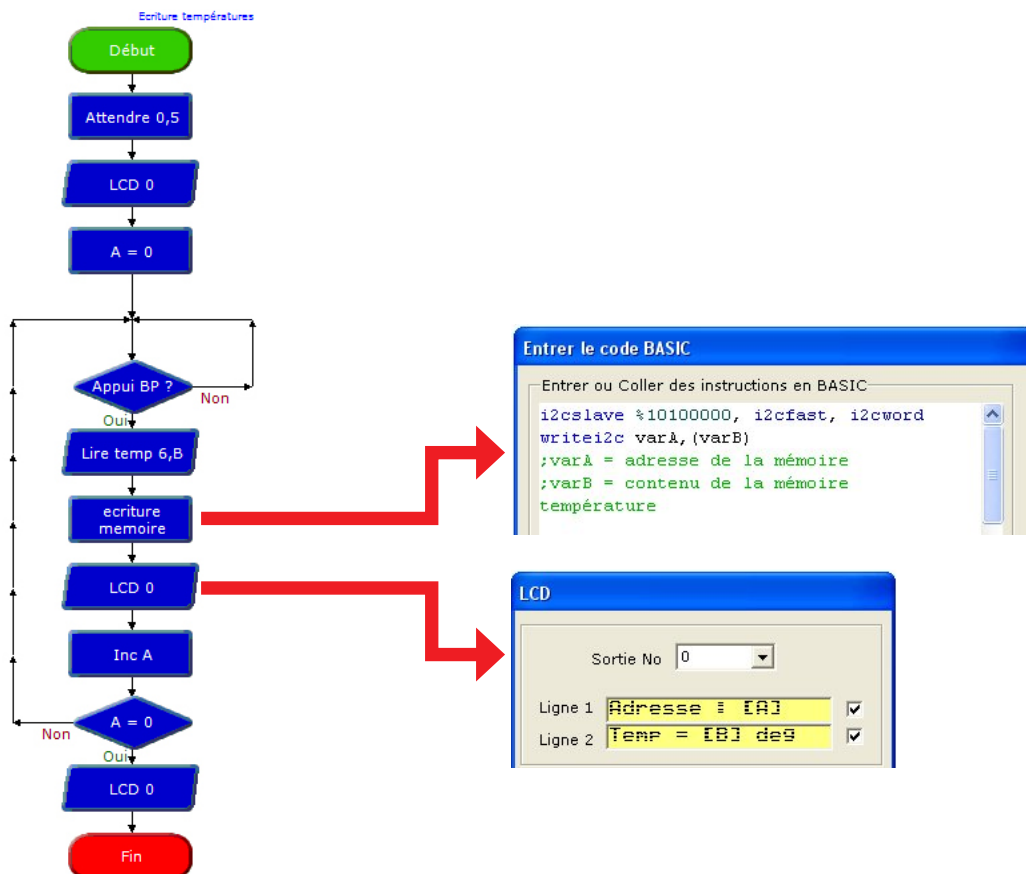 Ecriture températures
Début
Attendre 0,5
LCD 0
A = 0
Appui BP ?
Non
Oui
Lire temp 6,B
ecriture
memoire
LCD 0
Inc A
A = 0
Non
Oui
LCD 0
Fin
Entrer le code BASIC
Entrer ou Coller des instructions en BASIC
i2cslave %10100000, i2cfast, i2cword
writei2c varA,(varB)
;varA = adresse de la mémoire
;varB = contenu de la mémoire
température
LCD
Sortie No 0
Ligne 1 Adresse : [A]
Ligne 2 Temp = [B] deg